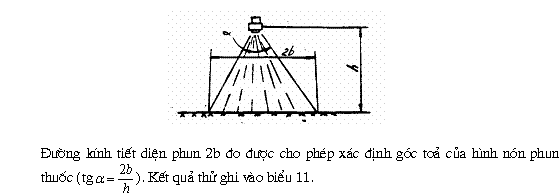 α
2b
h
Đường kính tiết diện phun 2b đo được cho phép xác định góc toả của hình nón phun
thuốc (tg α = 2b/h). Kết quả thử ghi vào biểu 11.